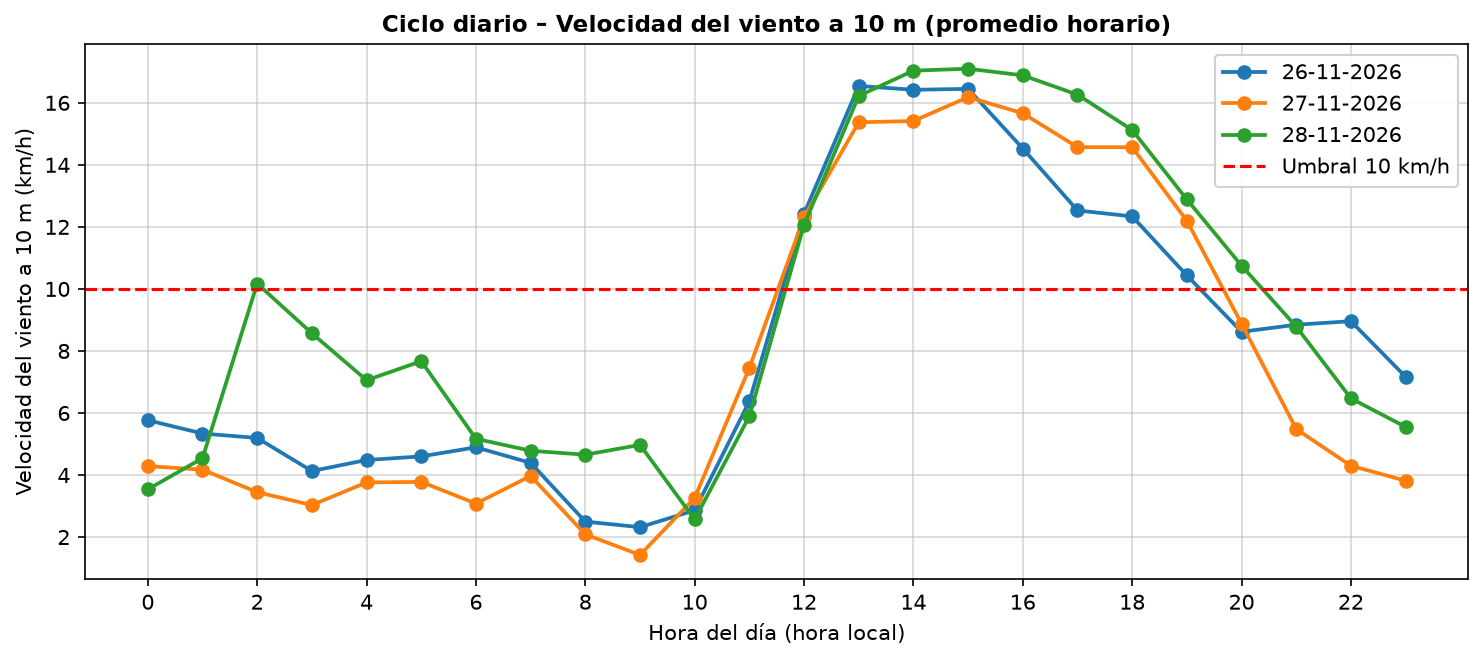 Ciclo diario – Velocidad del viento a 10 m (promedio horario)
Velocidad del viento a 10 m (km/h)
16
14
12
10
8
6
4
2
0 2 4 6 8 10 12 14 16 18 20 22
Hora del día (hora local)
26-11-2026
27-11-2026
28-11-2026
Umbral 10 km/h